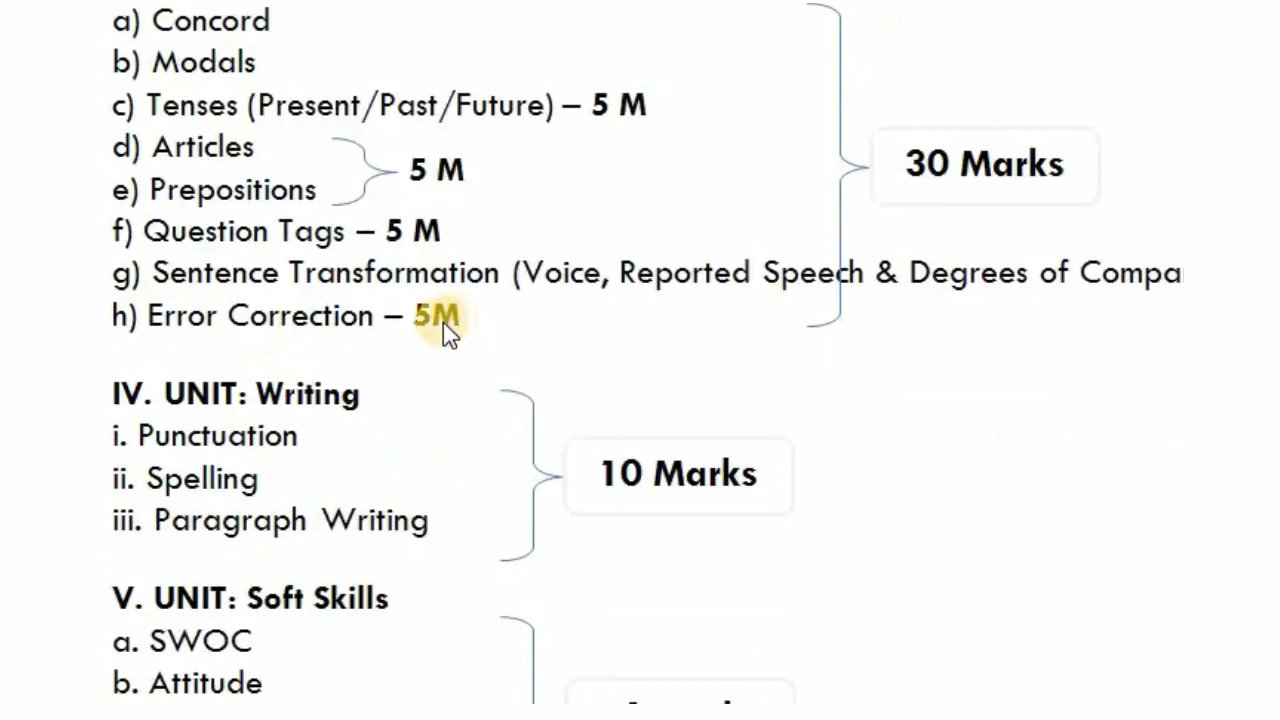 a) Concord
b) Modals
c) Tenses (Present/Past/Future) – 5 M
d) Articles
e) Prepositions
5 M
f) Question Tags – 5 M
g) Sentence Transformation (Voice, Reported Speech & Degrees of
h) Error Correction – 5M
30 Marks
IV. UNIT: Writing
i. Punctuation
ii. Spelling
iii. Paragraph Writing
10 Marks
V. UNIT: Soft Skills
a. SWOC
b. Attitude